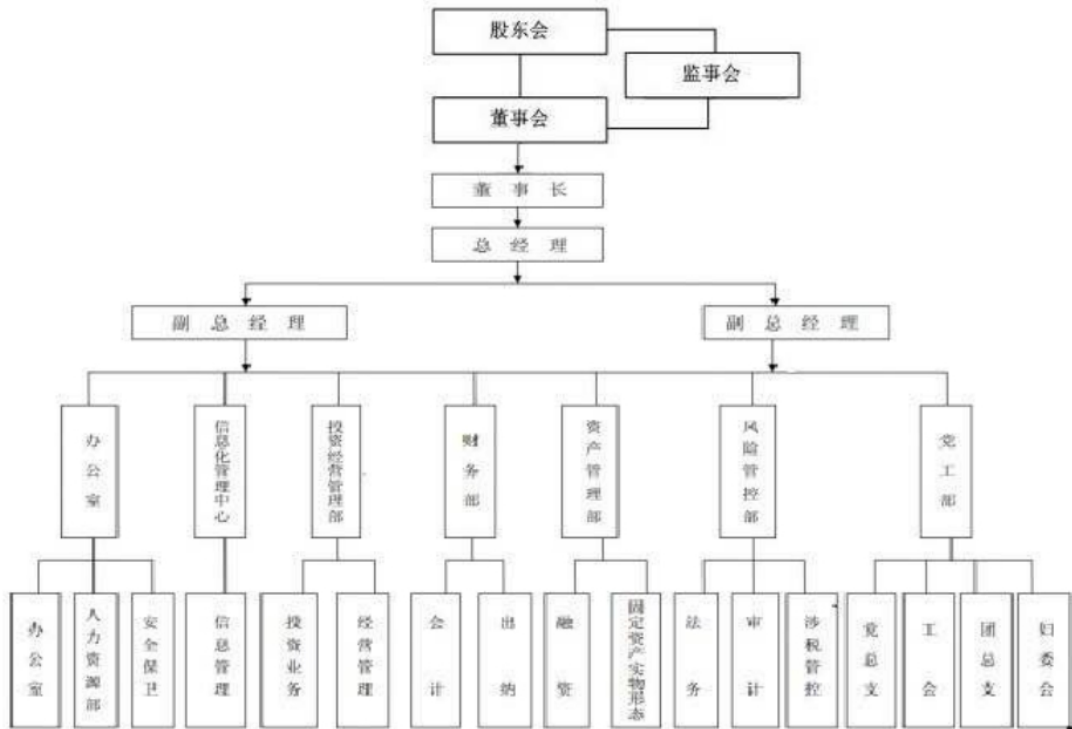 股东会
监事会
董事会
董事长
总经理
副总经理
副总经理
办公室
信息化管理中心
投资经营管理部
财务部
资产管理部
风险管控部
党工部
办公室
人力资源部
安全保卫
信息管理
投资业务
经营管理
会计
出纳
融资
固定资产实物形态
法务
审计
涉税管控
党总支
工会
团总支
妇委会